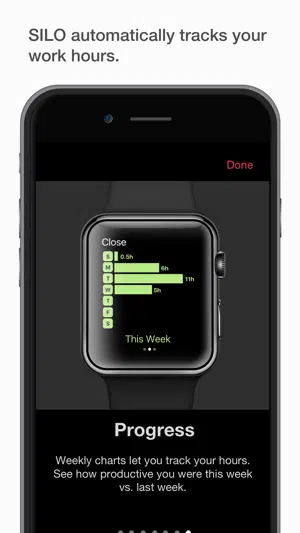 SILO automatically tracks your
work hours.
Done
Close
S 0.5h
M 6h
T 11h
W 5h
T
F
S
This Week
Progress
Weekly charts let you track your hours.
See how productive you were this week
vs. last week.